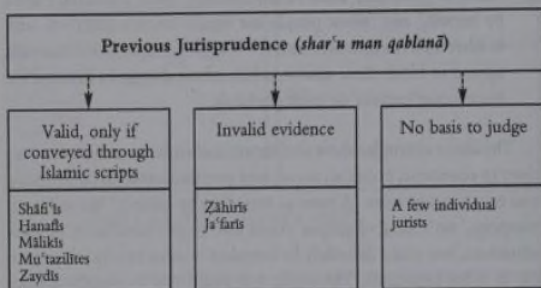 Previous Jurisprudence (shar‘u man qablanā)
Valid, only if
conveyed through
Islamic scripts
Shāfi‘īs
Ḥanafīs
Mālikīs
Mu‘tazilītes
Zaydīs
Invalid evidence
Ẓāhirīs
Ja‘farīs
No basis to judge
A few individual
jurists